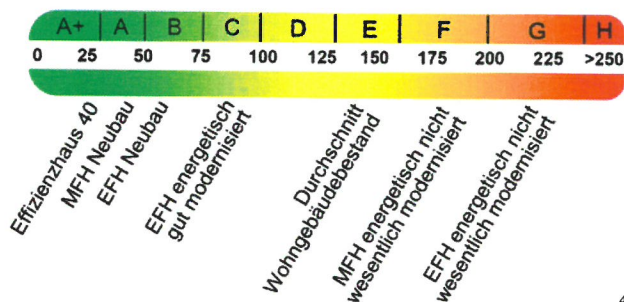 A+ A B C D E F G H
0 25 50 75 100 125 150 175 200 225 >250
Effizienzhaus 40
MFH Neubau
EFH Neubau
EFH energetisch
gut modernisiert
Durchschnitt
Wohngebäudebestand
MFH energetisch nicht
wesentlich modernisiert
EFH energetisch nicht
wesentlich modernisiert